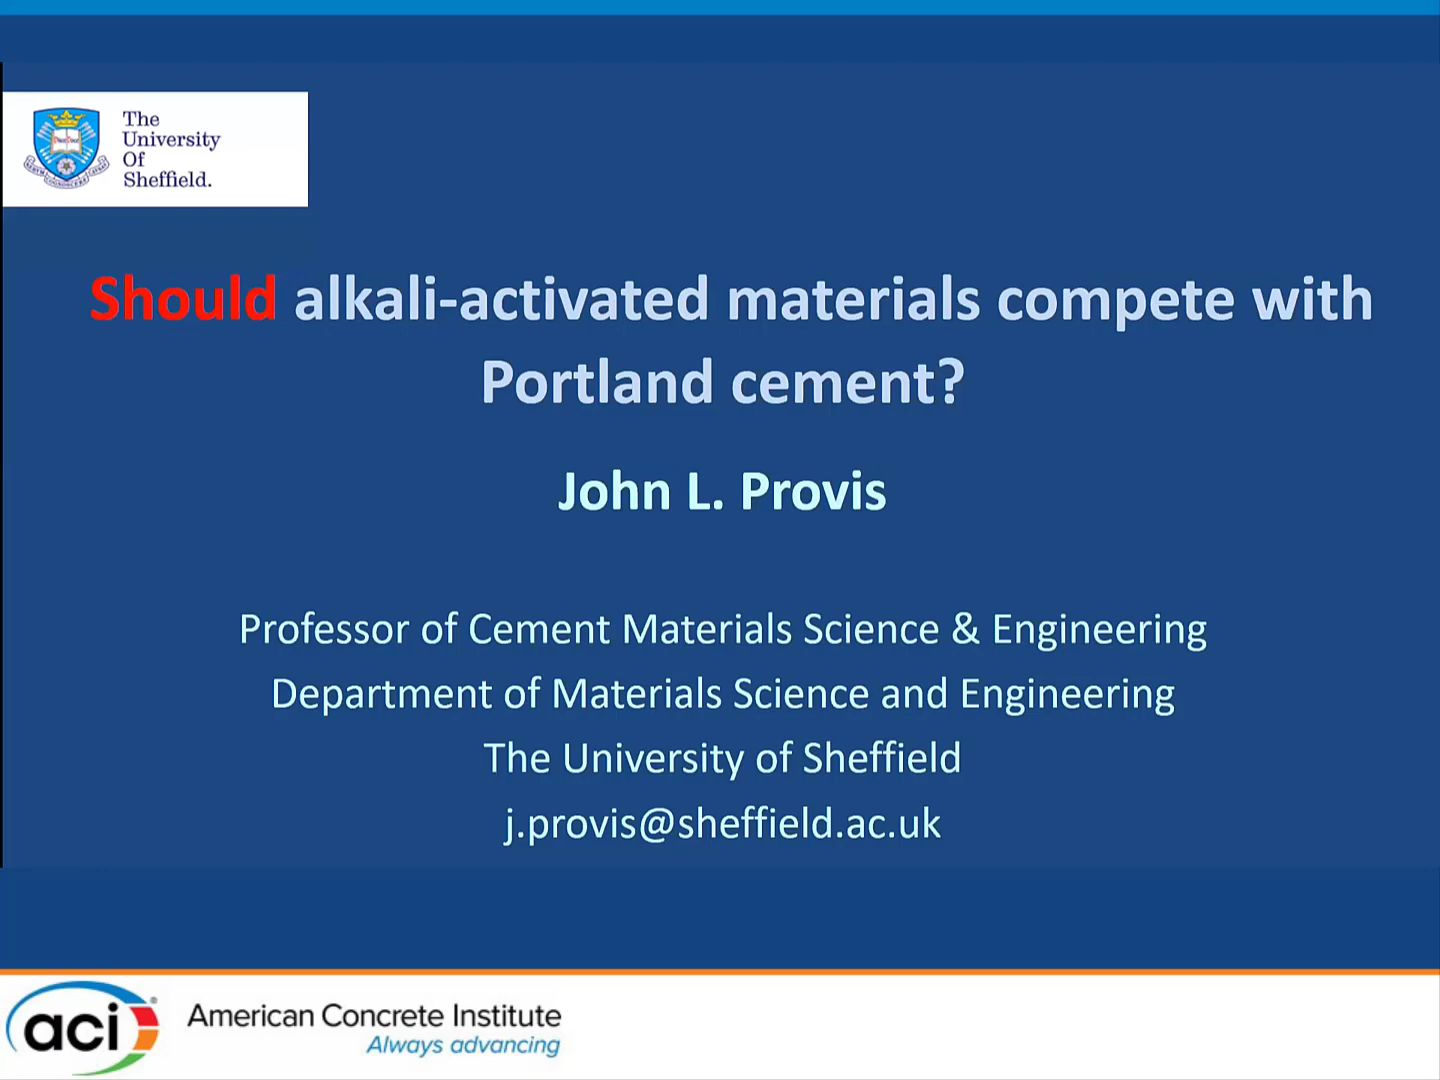 The
University
Of
Sheffield.
Should alkali-activated materials compete with
Portland cement?
John L. Provis
Professor of Cement Materials Science & Engineering
Department of Materials Science and Engineering
The University of Sheffield
j.provis@sheffield.ac.uk
aci®
American Concrete Institute
Always advancing